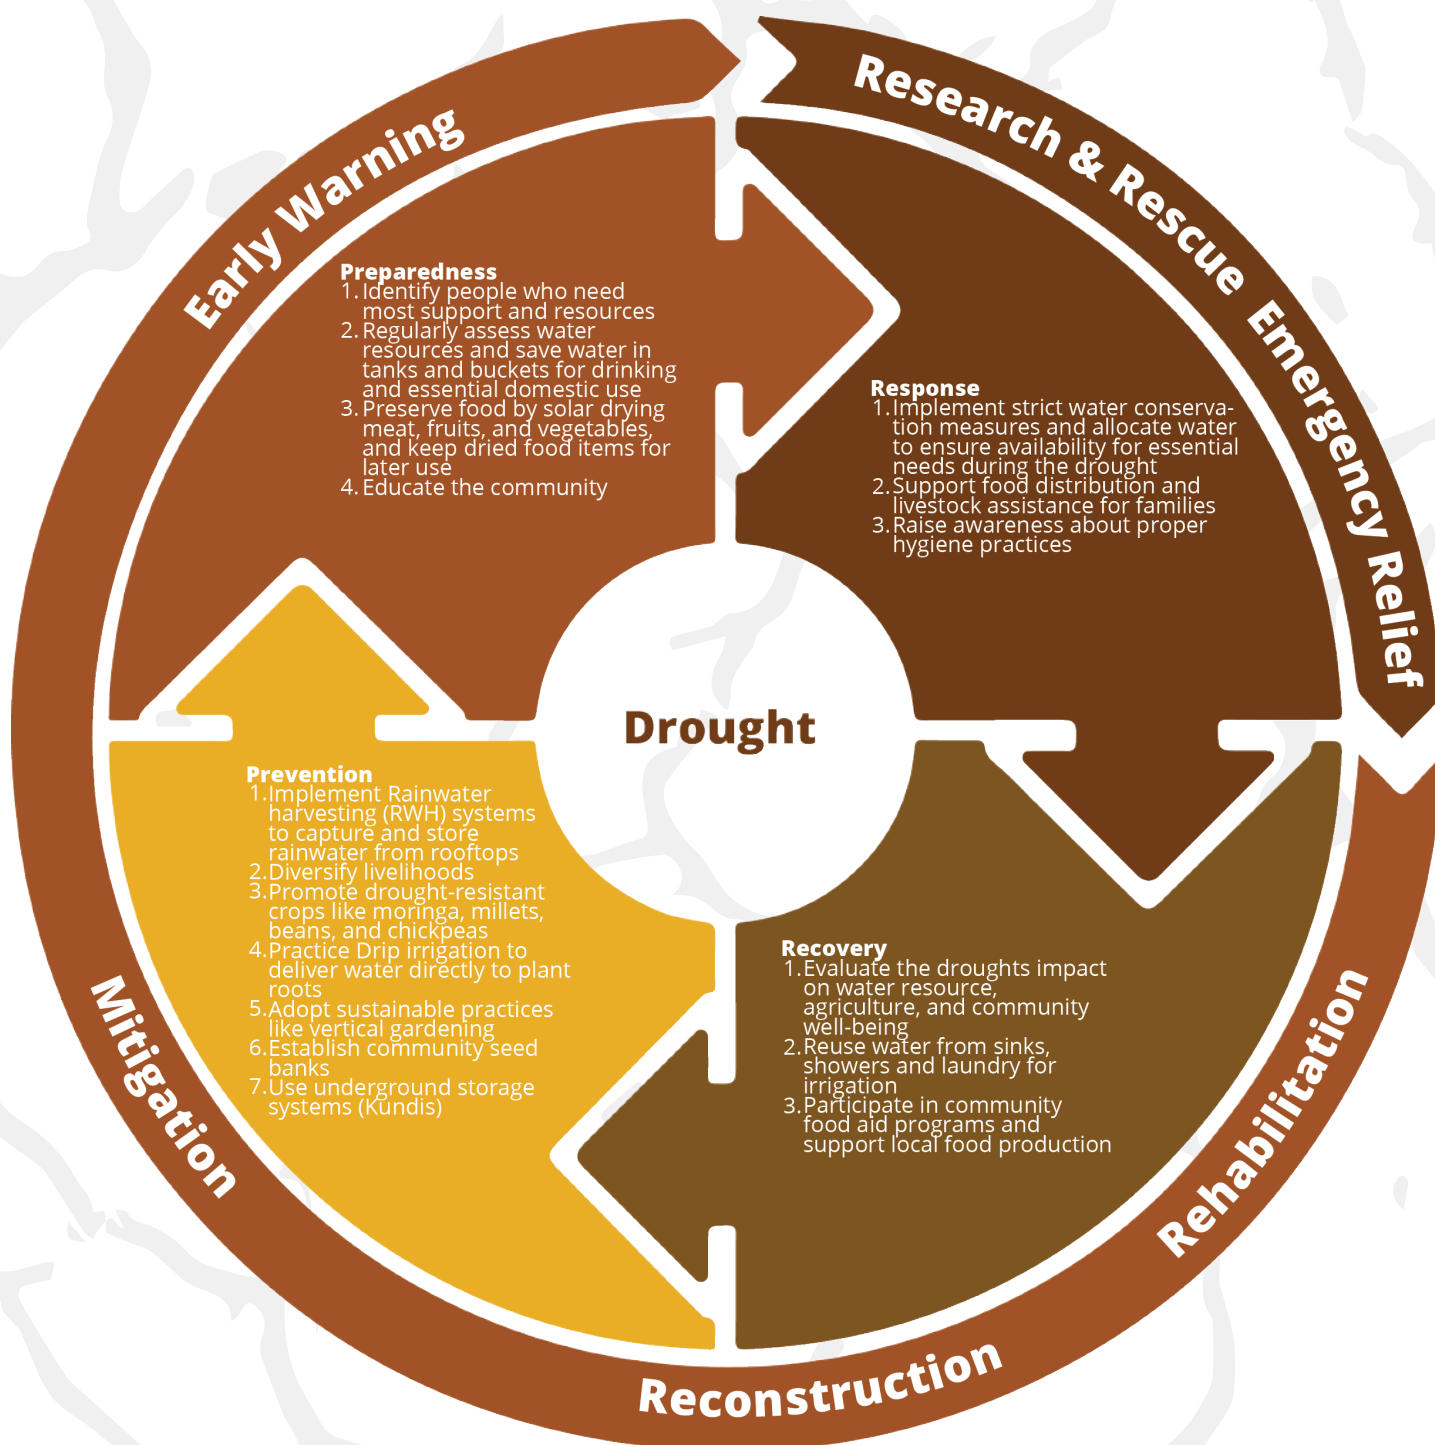 Early Warning
Research & Rescue
Emergency Relief
Preparedness
1. Identify people who need
most support and resources
2. Regularly assess water
resources and save water in
tanks and buckets for drinking
and essential domestic use
3. Preserve food by solar drying
meat, fruits, and vegetables,
and keep dried food items for
later use
4. Educate the community
Response
1. Implement strict water conserva-
tion measures and allocate water
to ensure availability for essential
needs during the drought
2. Support food distribution and
livestock assistance for families
3. Raise awareness about proper
hygiene practices
Drought
Prevention
1. Implement Rainwater
harvesting (RWH) systems
to capture and store
rainwater from rooftops
2. Diversify livelihoods
3. Promote drought-resistant
crops like moringa, millets,
beans, and chickpeas
4. Practice Drip irrigation to
deliver water directly to plant
roots
5. Adopt sustainable practices
like vertical gardening
6. Establish community seed
banks
7. Use underground storage
systems (Kundis)
Recovery
1. Evaluate the droughts impact
on water resource,
agriculture, and community
well-being
2. Reuse water from sinks,
showers and laundry for
irrigation
3. Participate in community
food aid programs and
support local food production
Mitigation
Rehabilitation
Reconstruction